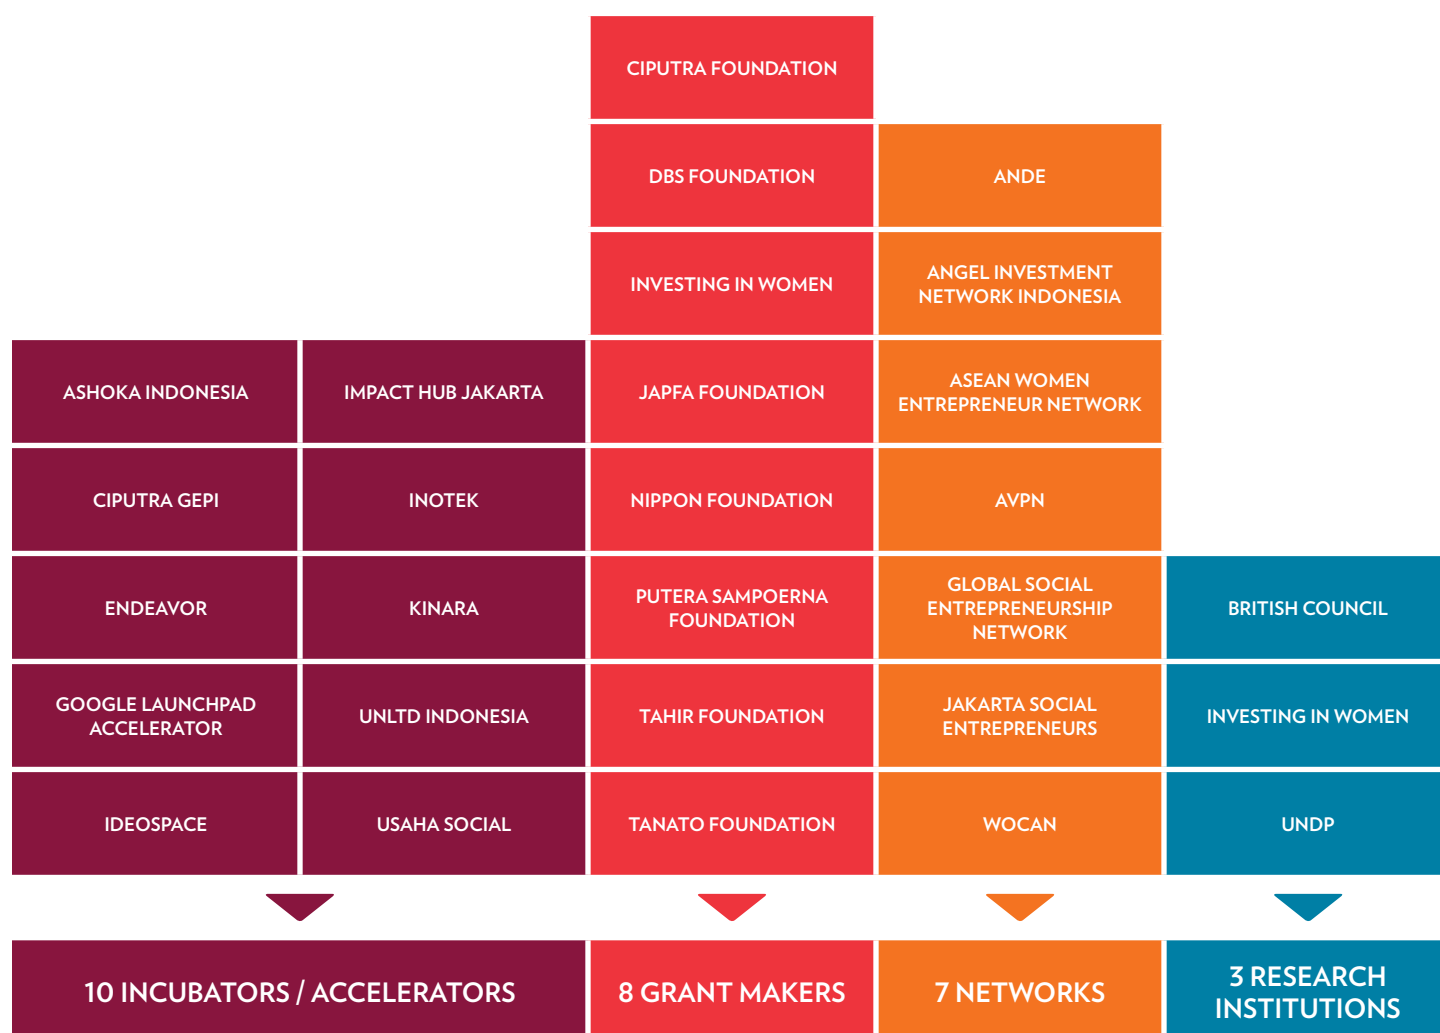 CIPUTRA FOUNDATION
DBS FOUNDATION
ANDE
INVESTING IN WOMEN
ANGEL INVESTMENT
NETWORK INDONESIA
ASHOKA INDONESIA
IMPACT HUB JAKARTA
JAPFA FOUNDATION
ASEAN WOMEN
ENTREPRENEUR NETWORK
CIPUTRA GEPI
INOTEK
NIPPON FOUNDATION
AVPN
ENDEAVOR
KINARA
PUTERA SAMPOERNA
FOUNDATION
GLOBAL SOCIAL
ENTREPRENEURSHIP
NETWORK
BRITISH COUNCIL
GOOGLE LAUNCHPAD
ACCELERATOR
UNLTD INDONESIA
TAHIR FOUNDATION
JAKARTA SOCIAL
ENTREPRENEURS
INVESTING IN WOMEN
IDEOSPACE
USAHA SOCIAL
TANATO FOUNDATION
WOCAN
UNDP
10 INCUBATORS / ACCELERATORS
8 GRANT MAKERS
7 NETWORKS
3 RESEARCH
INSTITUTIONS